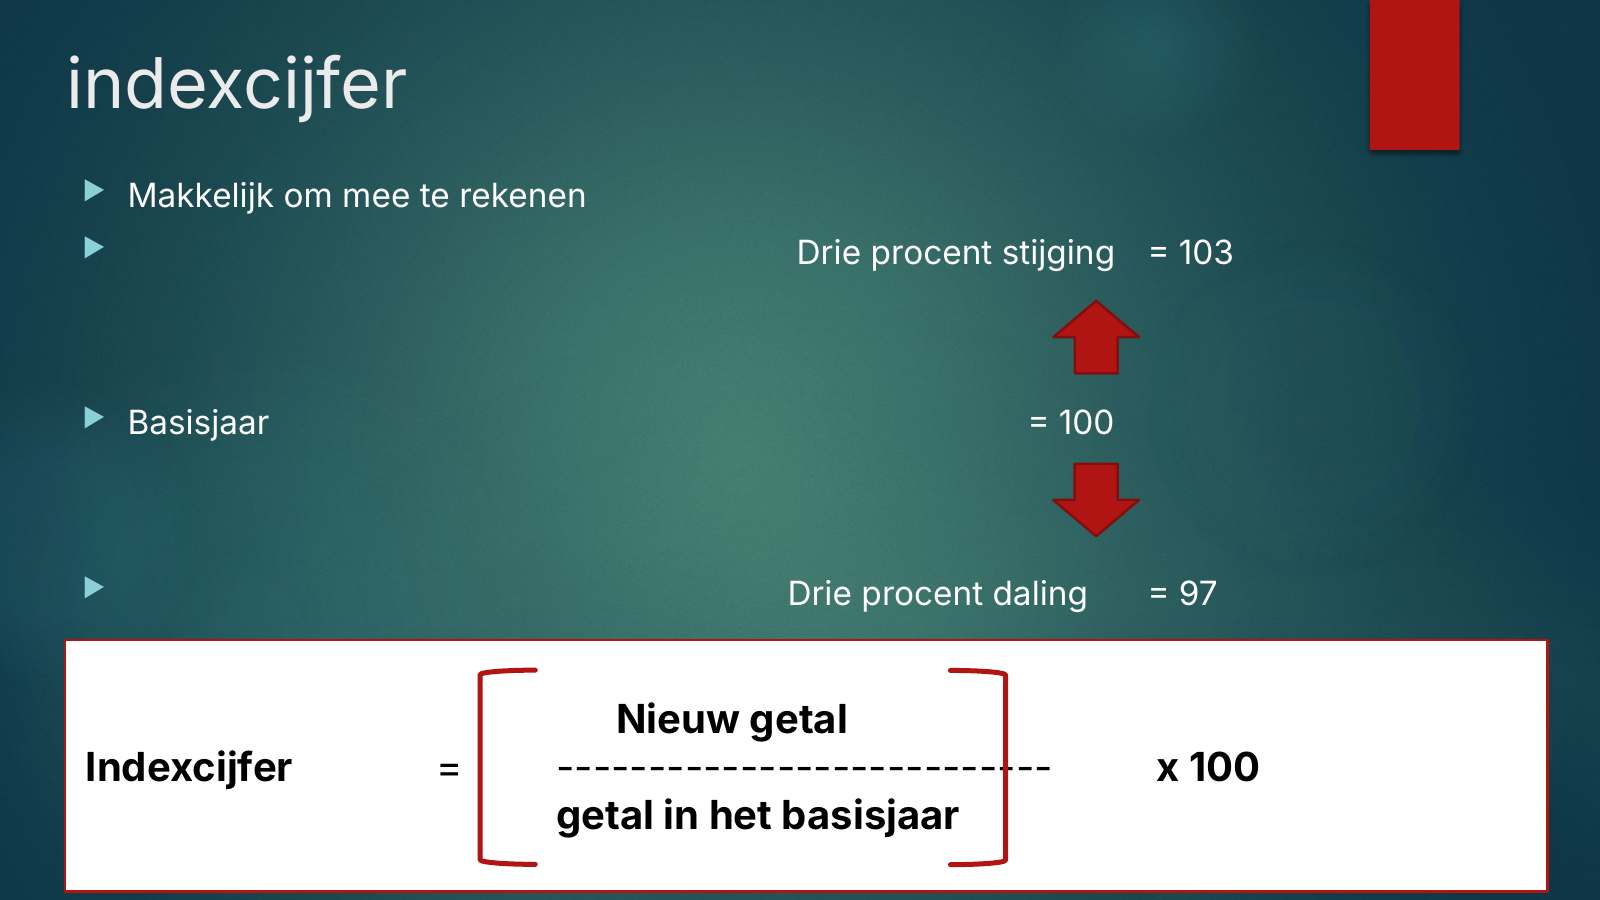 indexcijfer
Makkelijk om mee te rekenen
Drie procent stijging = 103
Basisjaar = 100
Drie procent daling = 97
Nieuw getal
Indexcijfer = --------------------------- x 100
getal in het basisjaar